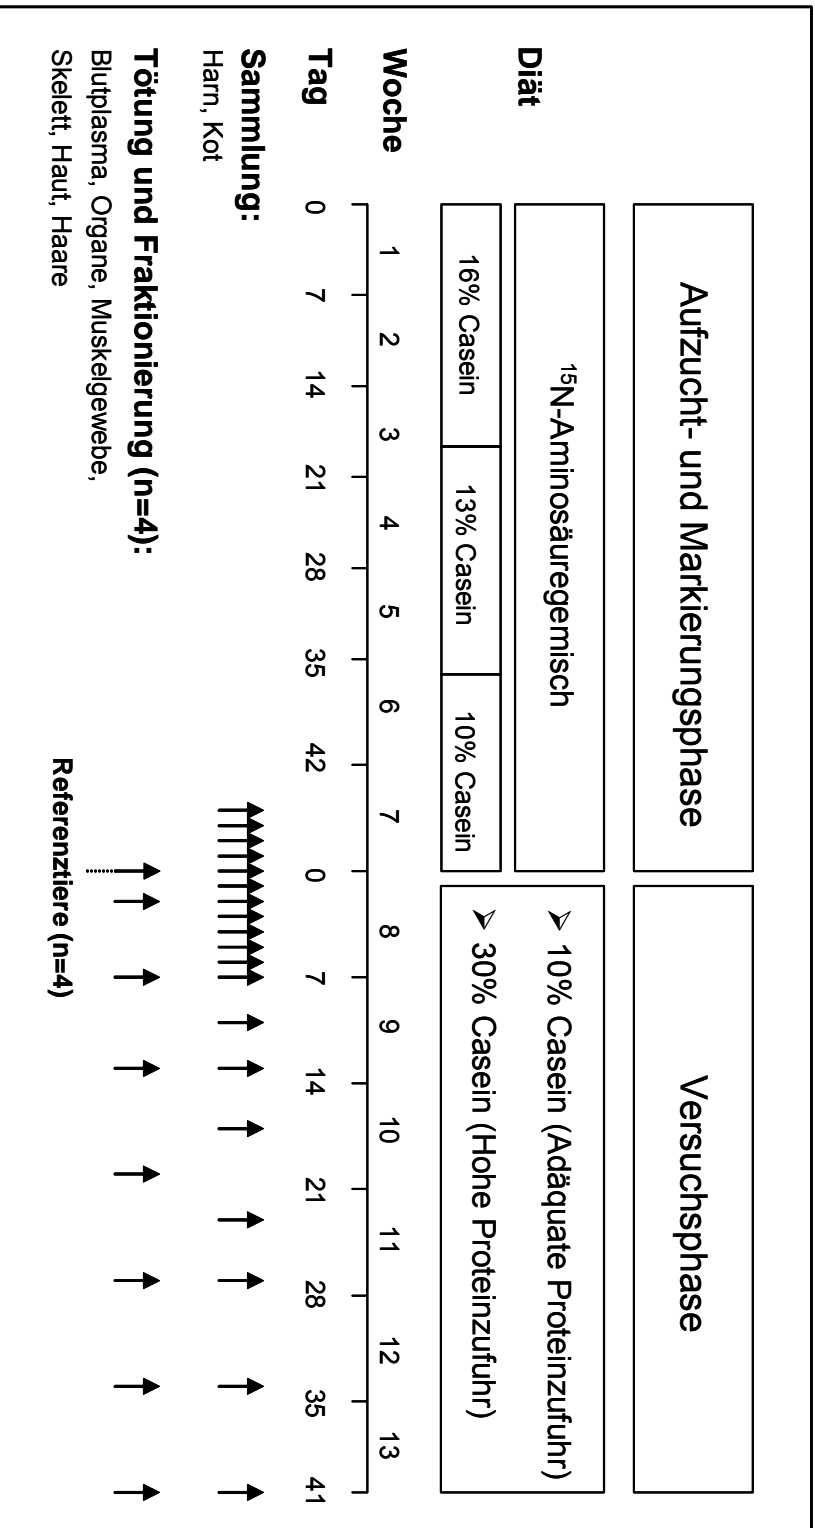 Aufzucht- und Markierungsphase
Versuchsphase
Diät
¹⁵N-Aminosäuregemisch
16% Casein
13% Casein
10% Casein
➢ 10% Casein (Adäquate Proteinzufuhr)
➢ 30% Casein (Hohe Proteinzufuhr)
Woche 1 2 3 4 5 6 7 8 9 10 11 12 13
Tag 0 7 14 21 28 35 42 0 7 14 21 28 35 41
Sammlung:
Harn, Kot
Tötung und Fraktionierung (n=4):
Blutplasma, Organe, Muskelgewebe,
Skelett, Haut, Haare
Referenztiere (n=4)